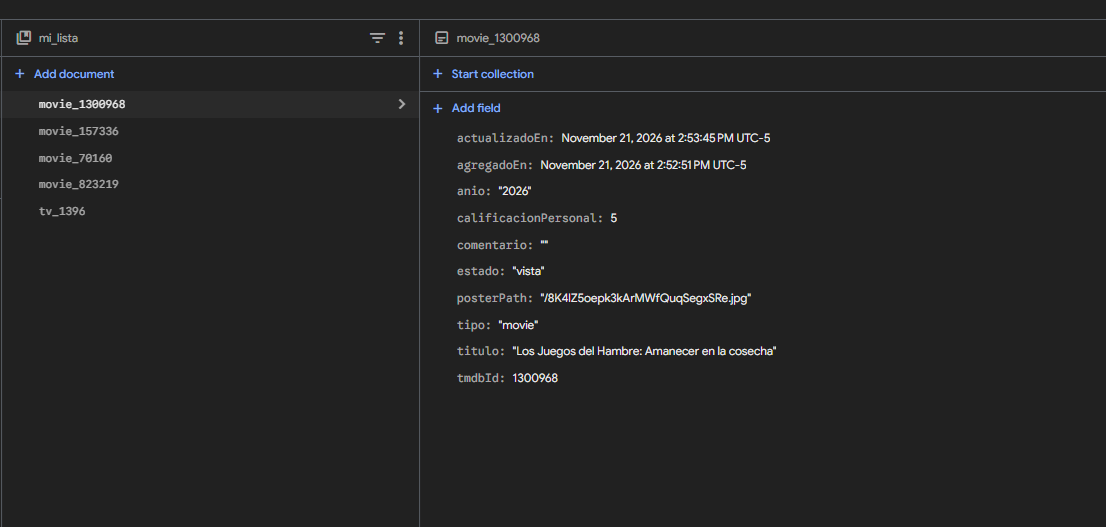 mi_lista
Add document
movie_1300968
movie_157336
movie_70160
movie_823219
tv_1396
movie_1300968
Start collection
Add field
actualizadoEn: November 21, 2026 at 2:53:45 PM UTC-5
agregadoEn: November 21, 2026 at 2:52:51 PM UTC-5
anio: "2026"
calificacionPersonal: 5
comentario: ""
estado: "vista"
posterPath: "/8K4lZ5oepk3kArMWfQuqSegxSRe.jpg"
tipo: "movie"
titulo: "Los Juegos del Hambre: Amanecer en la cosecha"
tmdbId: 1300968